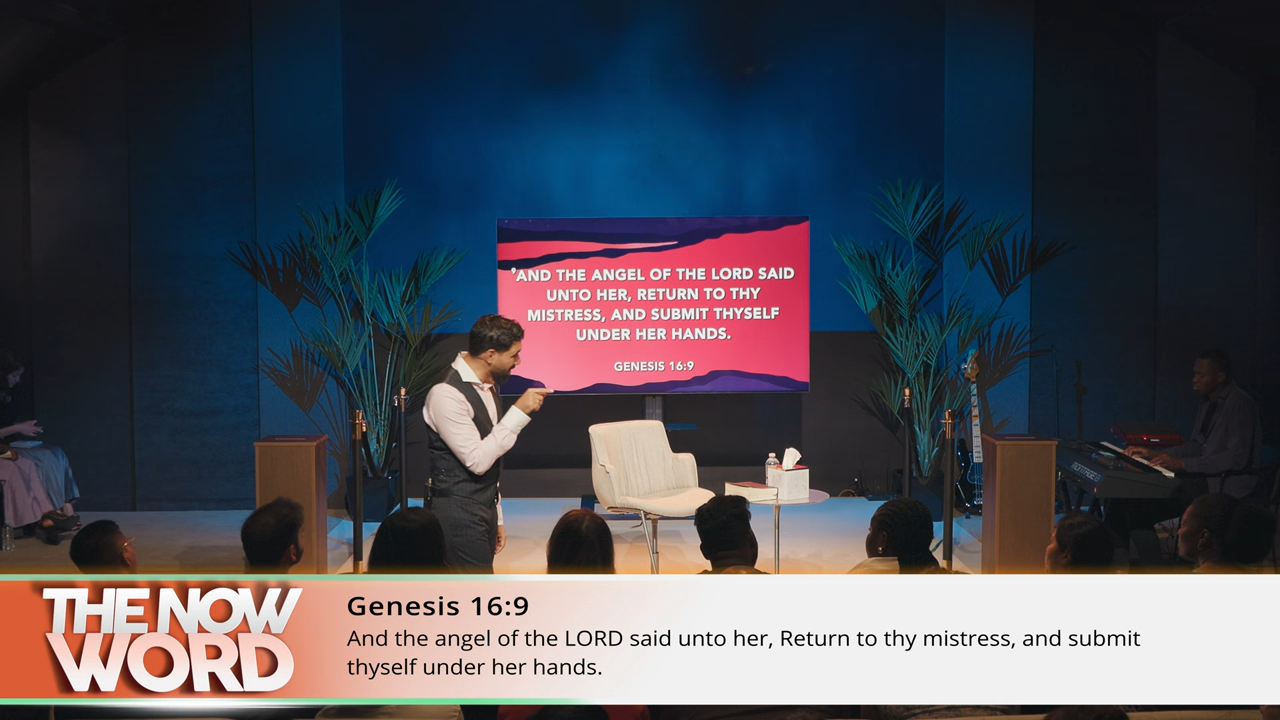 ’AND THE ANGEL OF THE LORD SAID
UNTO HER, RETURN TO THY
MISTRESS, AND SUBMIT THYSELF
UNDER HER HANDS.
GENESIS 16:9
THE NOW
WORD
Genesis 16:9
And the angel of the LORD said unto her, Return to thy mistress, and submit
thyself under her hands.